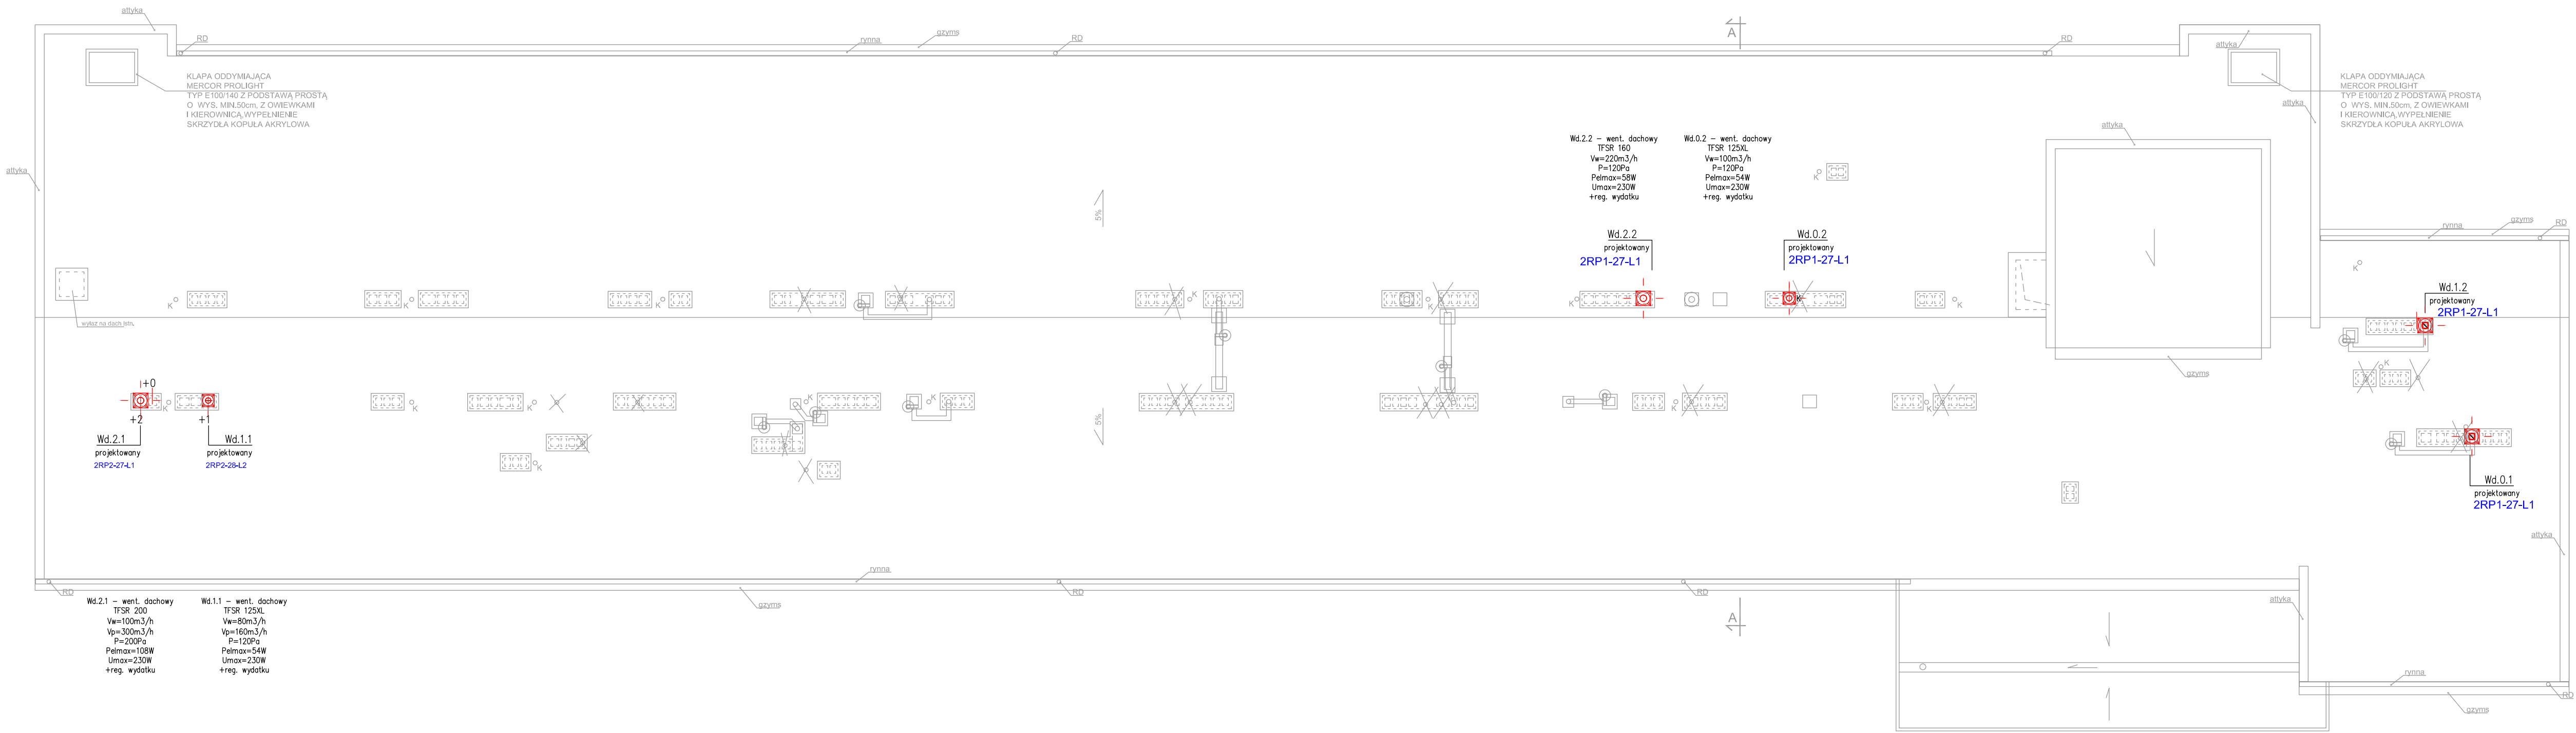 attyka
RD
rynna
gzyms
RD
A
RD
attyka
KLAPA ODDYMIAJĄCA
MERCOR PROLIGHT
TYP E100/140 Z PODSTAWĄ PROSTĄ
O WYS. MIN.50cm, Z OWIEWKAMI
I KIEROWNICĄ,WYPEŁNIENIE
SKRZYDŁA KOPUŁA AKRYLOWA
KLAPA ODDYMIAJĄCA
MERCOR PROLIGHT
TYP E100/120 Z PODSTAWĄ PROSTĄ
O WYS. MIN.50cm, Z OWIEWKAMI
I KIEROWNICĄ,WYPEŁNIENIE
SKRZYDŁA KOPUŁA AKRYLOWA
attyka
attyka
attyka
Wd.2.2 - went. dachowy
TFSR 160
Vw=220m3/h
P=120Pa
Pelmax=58W
Umax=230W
+reg. wydatku
Wd.0.2 - went. dachowy
TFSR 125XL
Vw=100m3/h
P=120Pa
Pelmax=54W
Umax=230W
+reg. wydatku
K
5%
rynna
gzyms
RD
Wd.2.2
projektowany
2RP1-27-L1
Wd.0.2
projektowany
2RP1-27-L1
K
K
K
K
K
K
K
K
K
K
Wd.1.2
projektowany
2RP1-27-L1
wyłaz na dach istn.
K
gzyms
+0
+2
K
+1
K
K
K
K
K
K
K
K
5%
Wd.2.1
projektowany
2RP2-27-L1
Wd.1.1
projektowany
2RP2-28-L2
Wd.0.1
projektowany
2RP1-27-L1
attyka
rynna
RD
gzyms
RD
RD
A
attyka
Wd.2.1 - went. dachowy
TFSR 200
Vw=100m3/h
Vp=300m3/h
P=200Pa
Pelmax=108W
Umax=230W
+reg. wydatku
Wd.1.1 - went. dachowy
TFSR 125XL
Vw=80m3/h
Vp=160m3/h
P=120Pa
Pelmax=54W
Umax=230W
+reg. wydatku
rynna
RD
gzyms